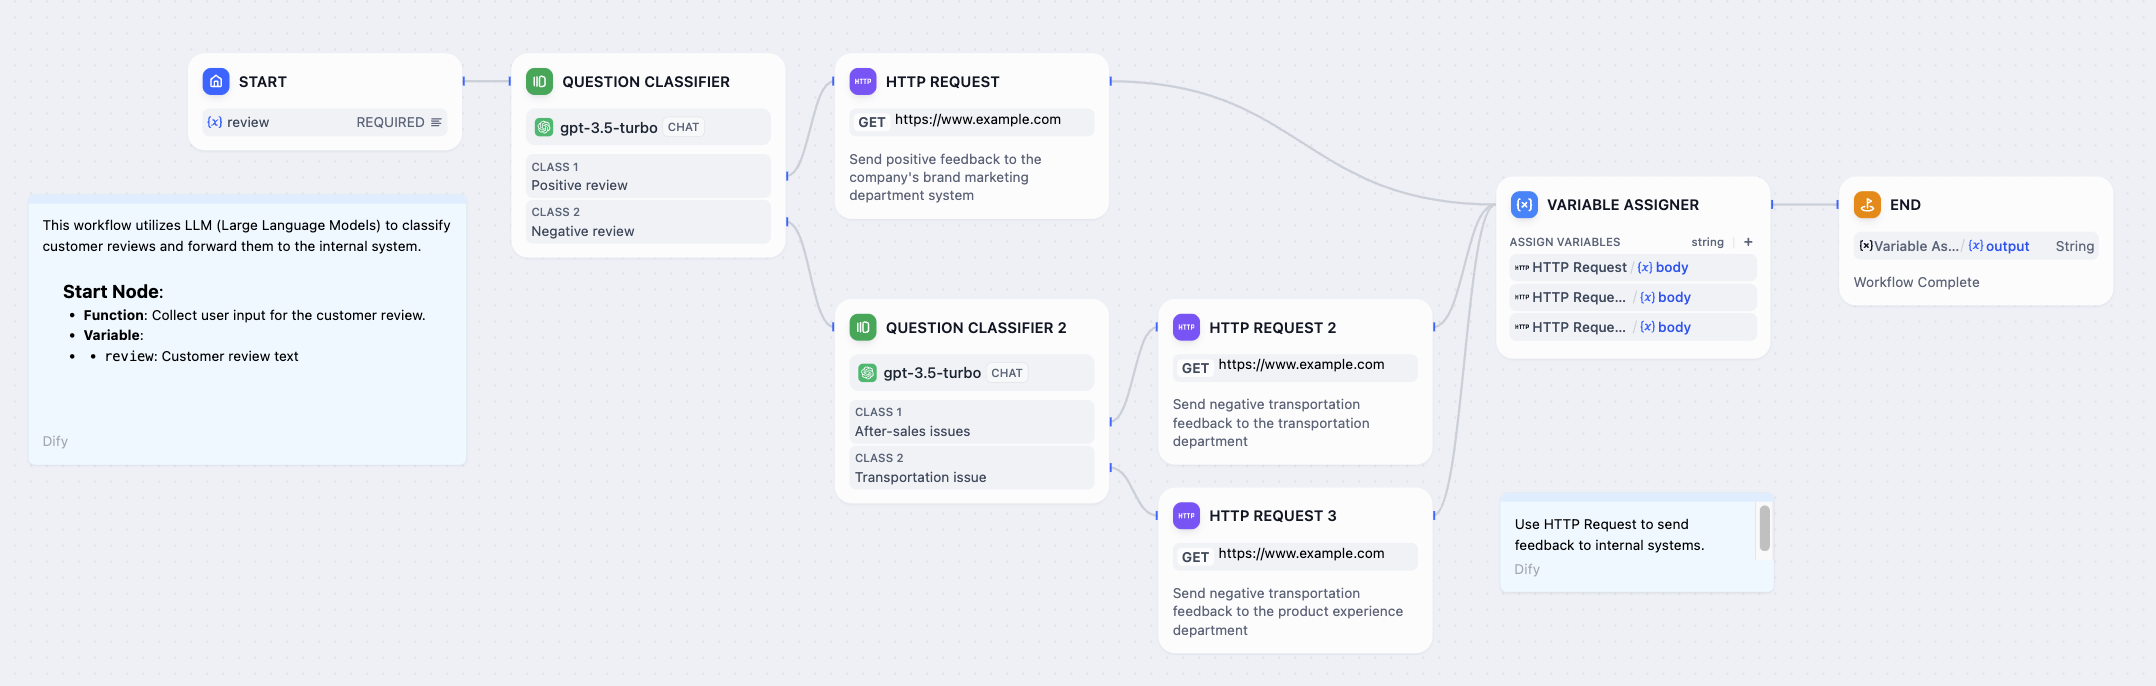 START
{x} review REQUIRED
This workflow utilizes LLM (Large Language Models) to classify
customer reviews and forward them to the internal system.
Start Node:
• Function: Collect user input for the customer review.
• Variable:
• • review: Customer review text
Dify
QUESTION CLASSIFIER
gpt-3.5-turbo CHAT
CLASS 1
Positive review
CLASS 2
Negative review
HTTP REQUEST
GET https://www.example.com
Send positive feedback to the
company's brand marketing
department system
QUESTION CLASSIFIER 2
gpt-3.5-turbo CHAT
CLASS 1
After-sales issues
CLASS 2
Transportation issue
HTTP REQUEST 2
GET https://www.example.com
Send negative transportation
feedback to the transportation
department
HTTP REQUEST 3
GET https://www.example.com
Send negative transportation
feedback to the product experience
department
VARIABLE ASSIGNER
ASSIGN VARIABLES string +
HTTP HTTP Request / {x} body
HTTP HTTP Reque... / {x} body
HTTP HTTP Reque... / {x} body
Use HTTP Request to send
feedback to internal systems.
Dify
END
Variable As... / {x} output String
Workflow Complete